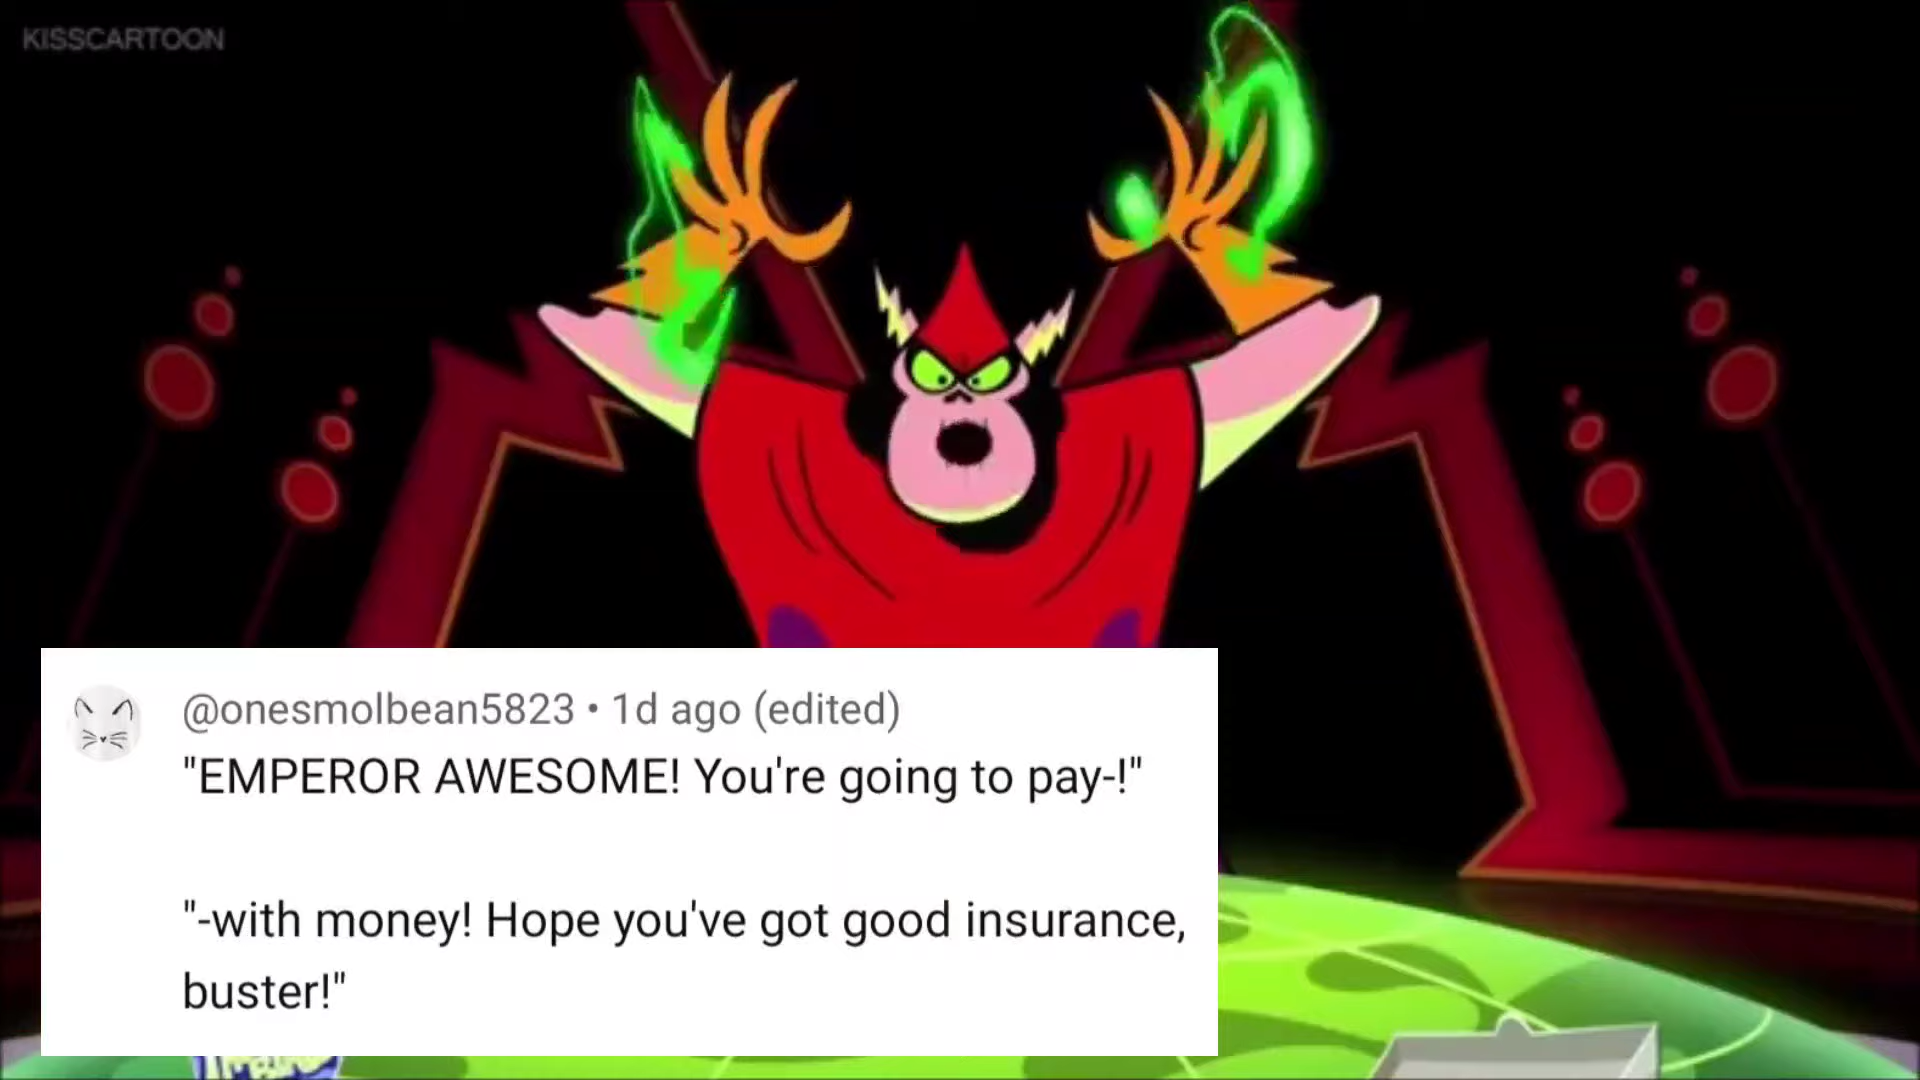 KISSCARTOON
@onesmolbean5823 • 1d ago (edited)
"EMPEROR AWESOME! You're going to pay-!"
"-with money! Hope you've got good insurance,
buster!"